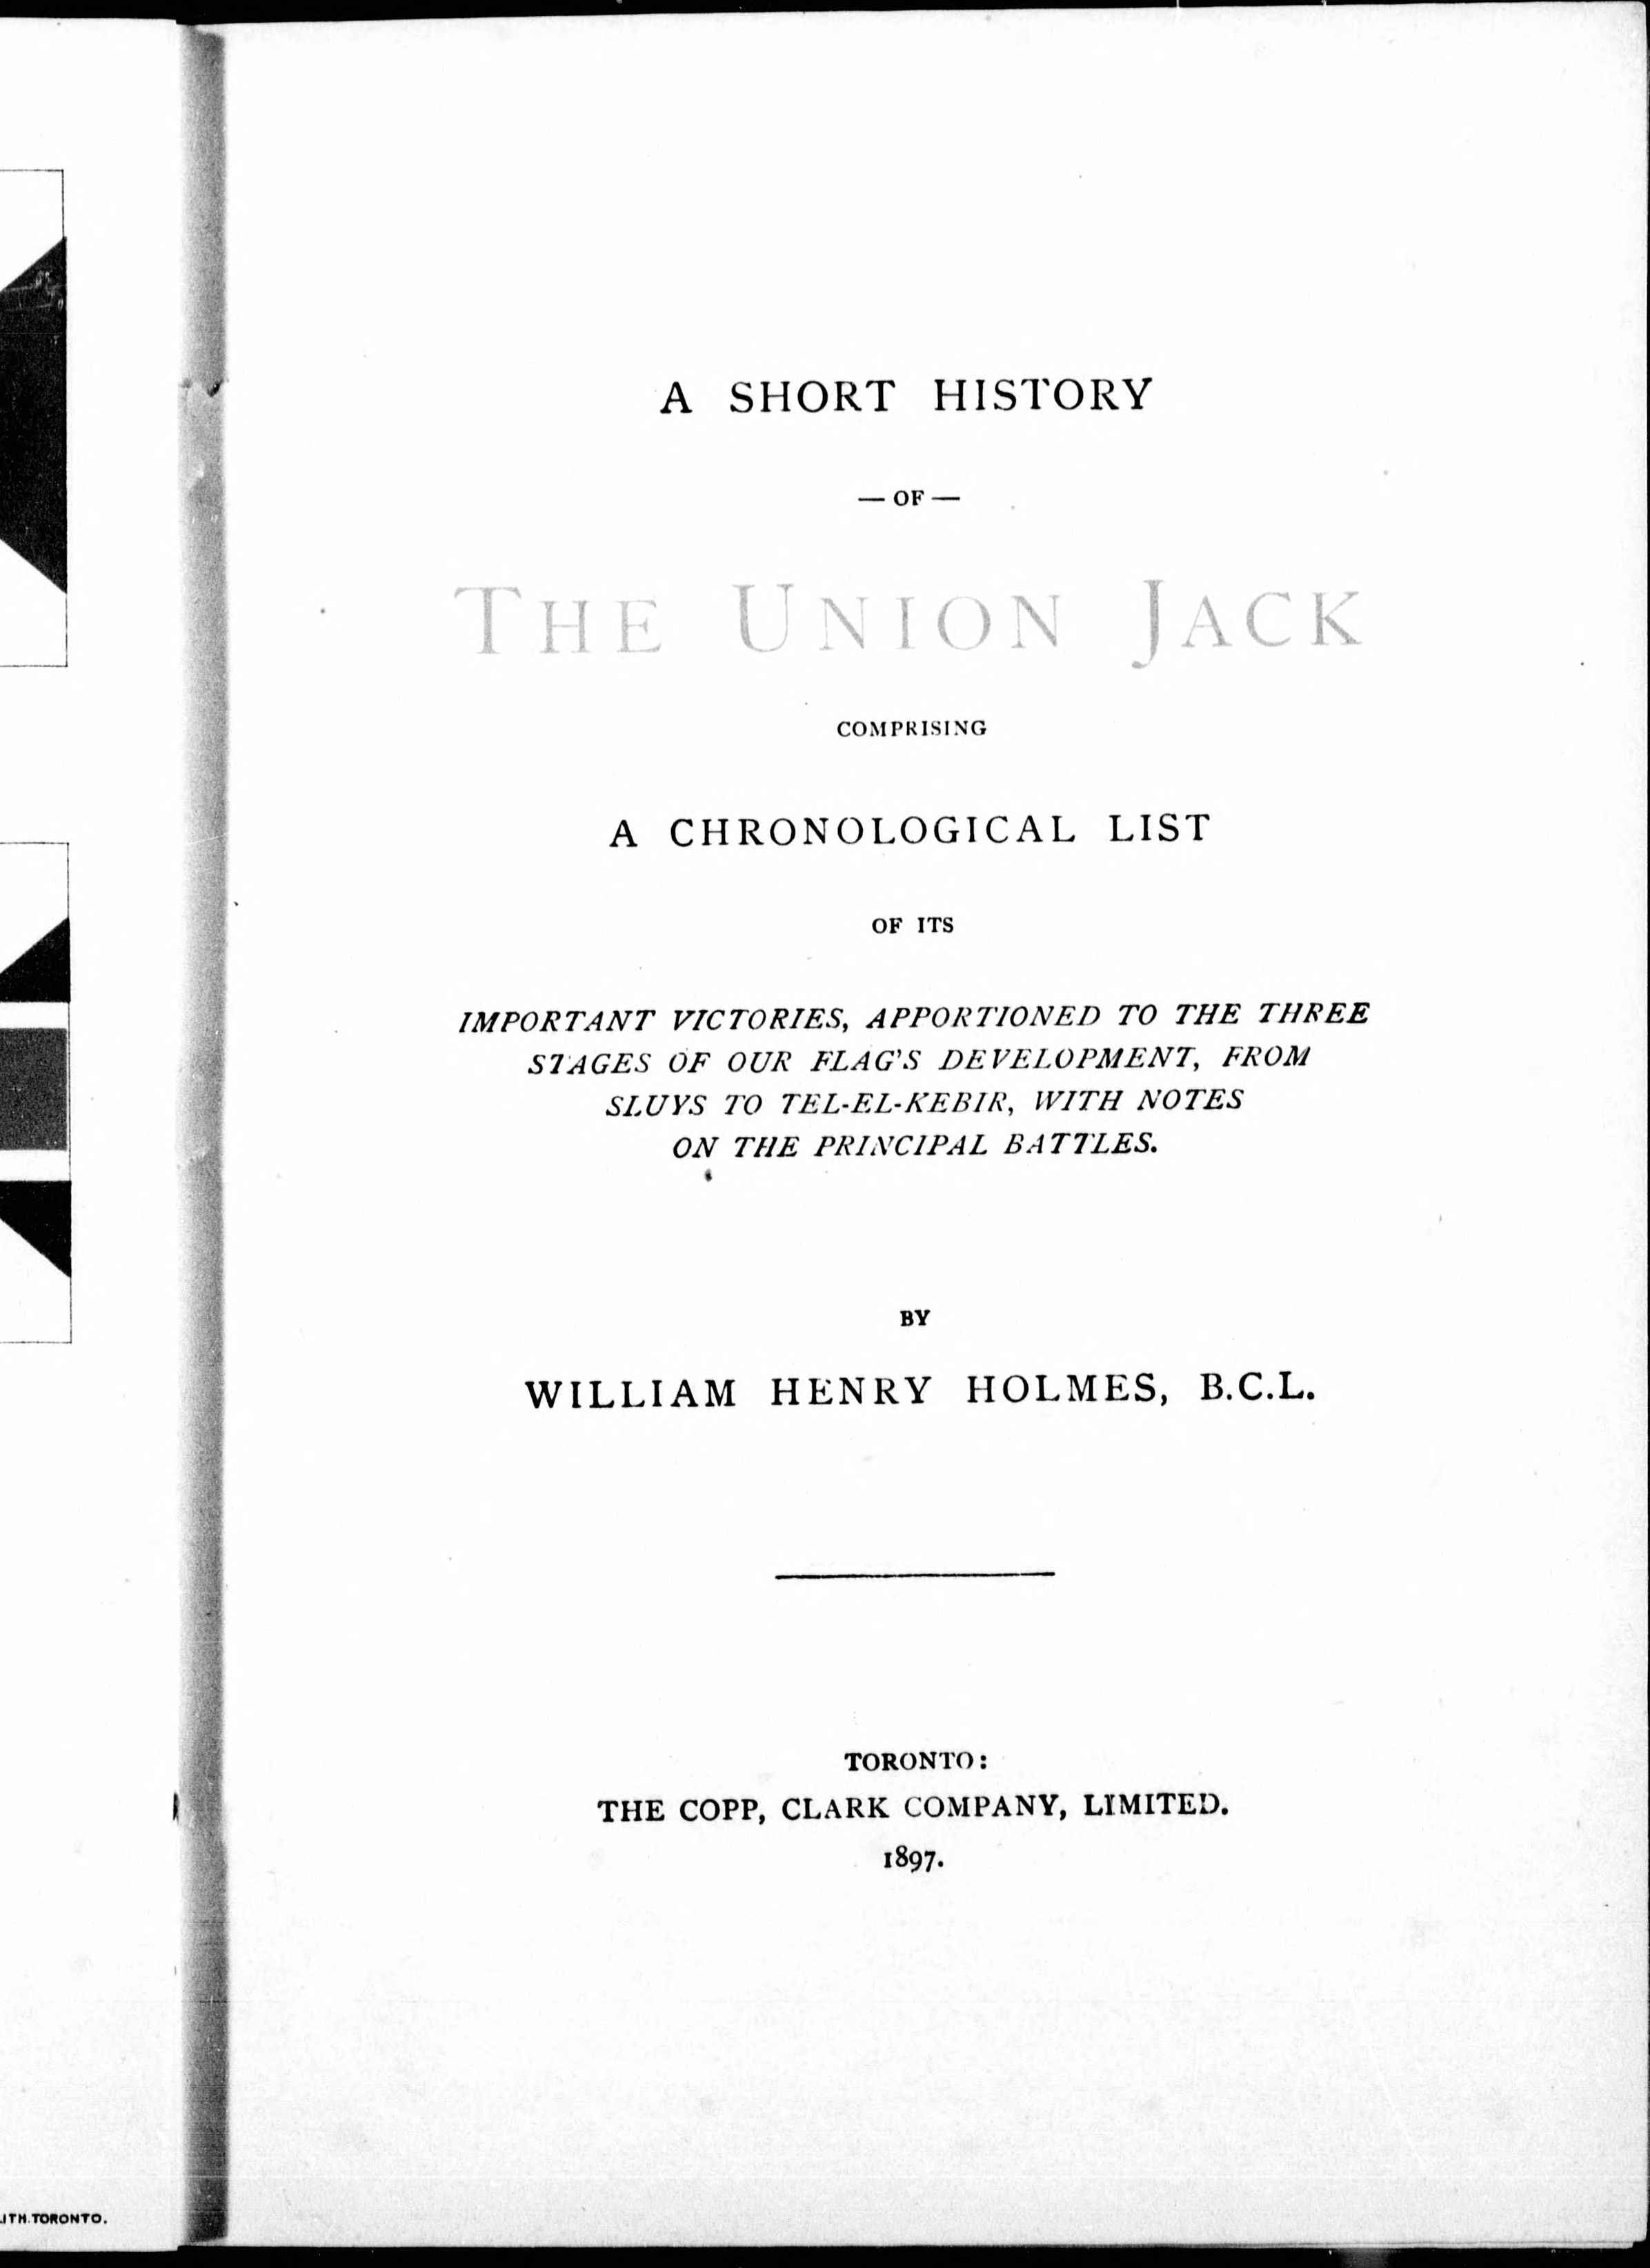 A SHORT HISTORY
— OF —
THE UNION JACK
COMPRISING
A CHRONOLOGICAL LIST
OF ITS
IMPORTANT VICTORIES, APPORTIONED TO THE THREE
STAGES OF OUR FLAG'S DEVELOPMENT, FROM
SLUYS TO TEL-EL-KEBIR, WITH NOTES
ON THE PRINCIPAL BATTLES.
BY
WILLIAM HENRY HOLMES, B.C.L.
TORONTO:
THE COPP, CLARK COMPANY, LIMITED.
1897.
ITH. TORONTO.